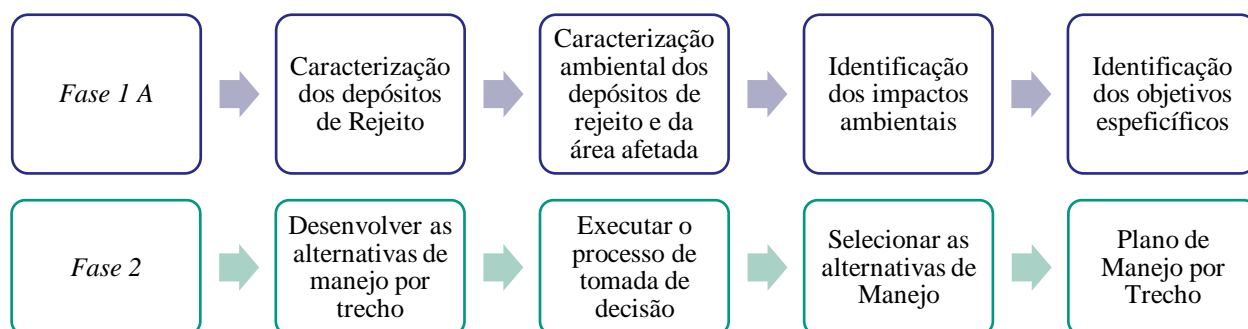 Fase 1 A
Caracterização
dos depósitos
de Rejeito
Caracterização
ambiental dos
depósitos de
rejeito e da
área afetada
Identificação
dos impactos
ambientais
Identificação
dos objetivos
espeficíficos
Fase 2
Desenvolver as
alternativas de
manejo por
trecho
Executar o
processo de
tomada de
decisão
Selecionar as
alternativas de
Manejo
Plano de
Manejo por
Trecho